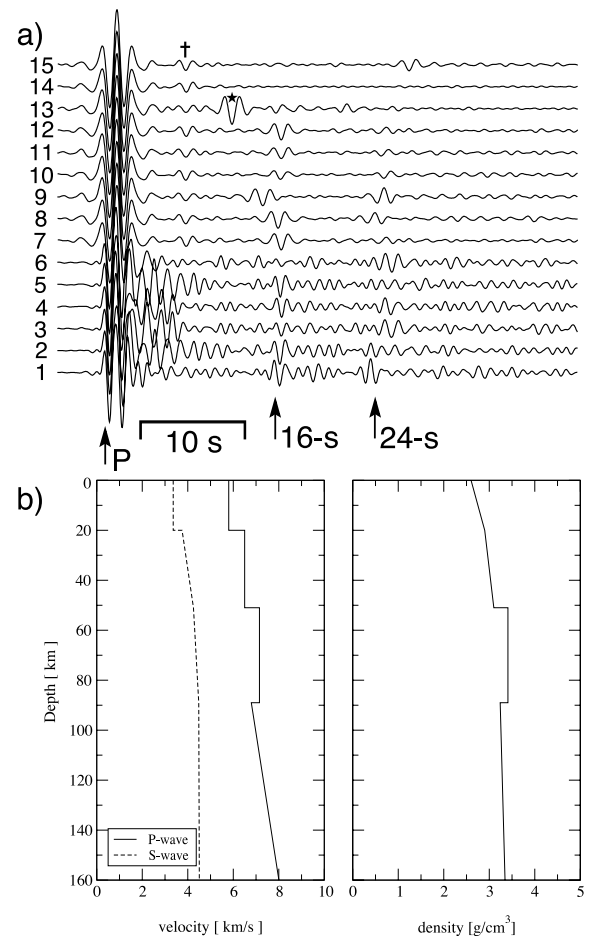 a)
†
15
14
★
13
12
11
10
9
8
7
6
5
4
3
2
1
P
10 s
16-s
24-s
b)
0
20
40
60
80
100
120
140
160
Depth [ km ]
P-wave
S-wave
0 2 4 6 8 10
0 1 2 3 4 5
velocity [ km/s ]
density [g/cm³]